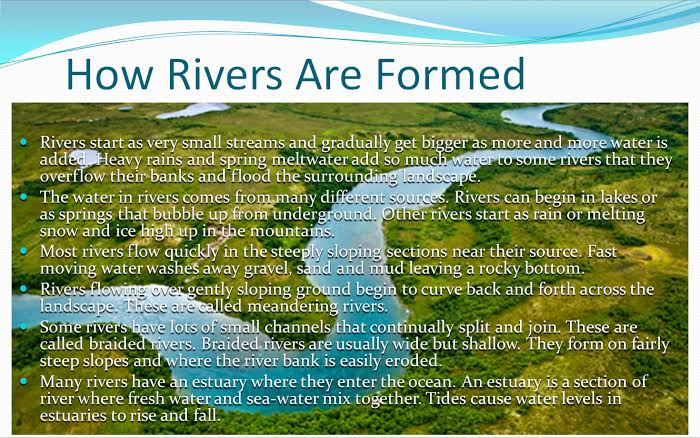 How Rivers Are Formed
• Rivers start as very small streams and gradually get bigger as more and more water is
added. Heavy rains and spring meltwater add so much water to some rivers that they
overflow their banks and flood the surrounding landscape.
• The water in rivers comes from many different sources. Rivers can begin in lakes or
as springs that bubble up from underground. Other rivers start as rain or melting
snow and ice high up in the mountains.
• Most rivers flow quickly in the steeply sloping sections near their source. Fast
moving water washes away gravel, sand and mud leaving a rocky bottom.
• Rivers flowing over gently sloping ground begin to curve back and forth across the
landscape. These are called meandering rivers.
• Some rivers have lots of small channels that continually split and join. These are
called braided rivers. Braided rivers are usually wide but shallow. They form on fairly
steep slopes and where the river bank is easily eroded.
• Many rivers have an estuary where they enter the ocean. An estuary is a section of
river where fresh water and sea-water mix together. Tides cause water levels in
estuaries to rise and fall.